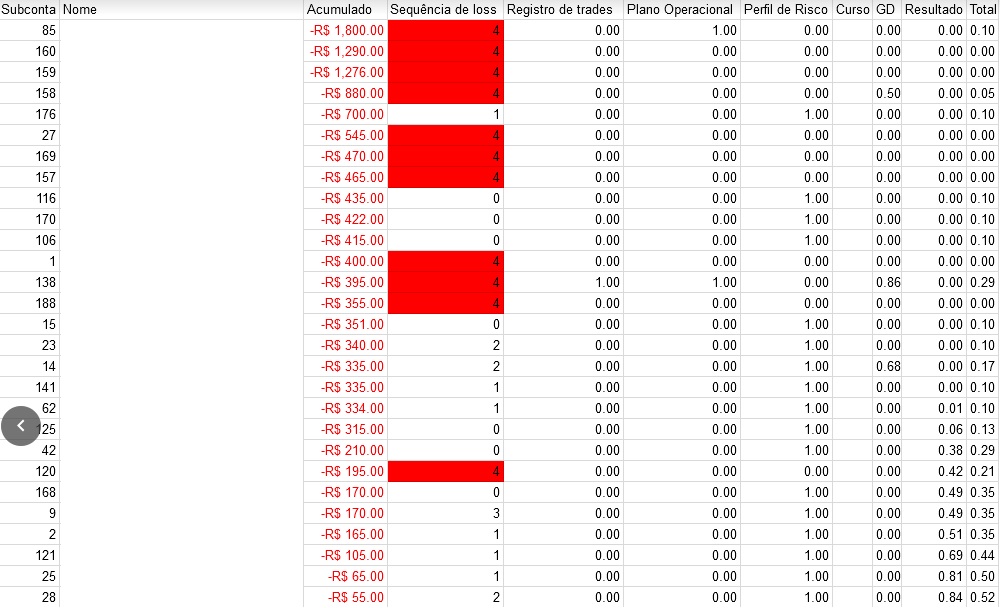 Subconta Nome Acumulado Sequência de loss Registro de trades Plano Operacional Perfil de Risco Curso GD Resultado Total
85 -R$ 1,800.00 4 0.00 1.00 0.00 0.00 0.00 0.10
160 -R$ 1,290.00 4 0.00 0.00 0.00 0.00 0.00 0.00
159 -R$ 1,276.00 4 0.00 0.00 0.00 0.00 0.00 0.00
158 -R$ 880.00 4 0.00 0.00 0.00 0.50 0.00 0.05
176 -R$ 700.00 1 0.00 0.00 1.00 0.00 0.00 0.10
27 -R$ 545.00 4 0.00 0.00 0.00 0.00 0.00 0.00
169 -R$ 470.00 4 0.00 0.00 0.00 0.00 0.00 0.00
157 -R$ 465.00 4 0.00 0.00 0.00 0.00 0.00 0.00
116 -R$ 435.00 0 0.00 0.00 1.00 0.00 0.00 0.10
170 -R$ 422.00 0 0.00 0.00 1.00 0.00 0.00 0.10
106 -R$ 415.00 0 0.00 0.00 1.00 0.00 0.00 0.10
1 -R$ 400.00 4 0.00 0.00 0.00 0.00 0.00 0.00
138 -R$ 395.00 4 1.00 1.00 0.00 0.86 0.00 0.29
188 -R$ 355.00 4 0.00 0.00 0.00 0.00 0.00 0.00
15 -R$ 351.00 0 0.00 0.00 1.00 0.00 0.00 0.10
23 -R$ 340.00 2 0.00 0.00 1.00 0.00 0.00 0.10
14 -R$ 335.00 2 0.00 0.00 1.00 0.68 0.00 0.17
141 -R$ 335.00 1 0.00 0.00 1.00 0.00 0.00 0.10
62 -R$ 334.00 1 0.00 0.00 1.00 0.00 0.01 0.10
125 -R$ 315.00 0 0.00 0.00 1.00 0.00 0.06 0.13
42 -R$ 210.00 0 0.00 0.00 1.00 0.00 0.38 0.29
120 -R$ 195.00 4 0.00 0.00 0.00 0.00 0.42 0.21
168 -R$ 170.00 0 0.00 0.00 1.00 0.00 0.49 0.35
9 -R$ 170.00 3 0.00 0.00 1.00 0.00 0.49 0.35
2 -R$ 165.00 1 0.00 0.00 1.00 0.00 0.51 0.35
121 -R$ 105.00 1 0.00 0.00 1.00 0.00 0.69 0.44
25 -R$ 65.00 1 0.00 0.00 1.00 0.00 0.81 0.50
28 -R$ 55.00 2 0.00 0.00 1.00 0.00 0.84 0.52